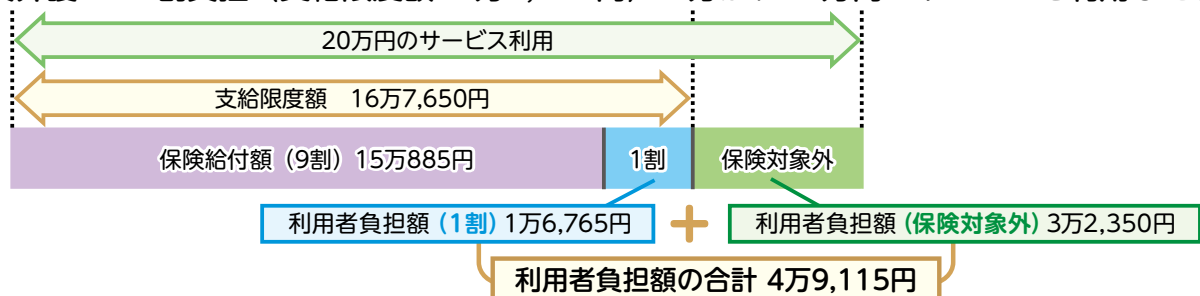 20万円のサービス利用
支給限度額　16万7,650円
保険給付額（9割）15万885円
1割
保険対象外
利用者負担額（1割）1万6,765円
＋
利用者負担額（保険対象外）3万2,350円
利用者負担額の合計 4万9,115円